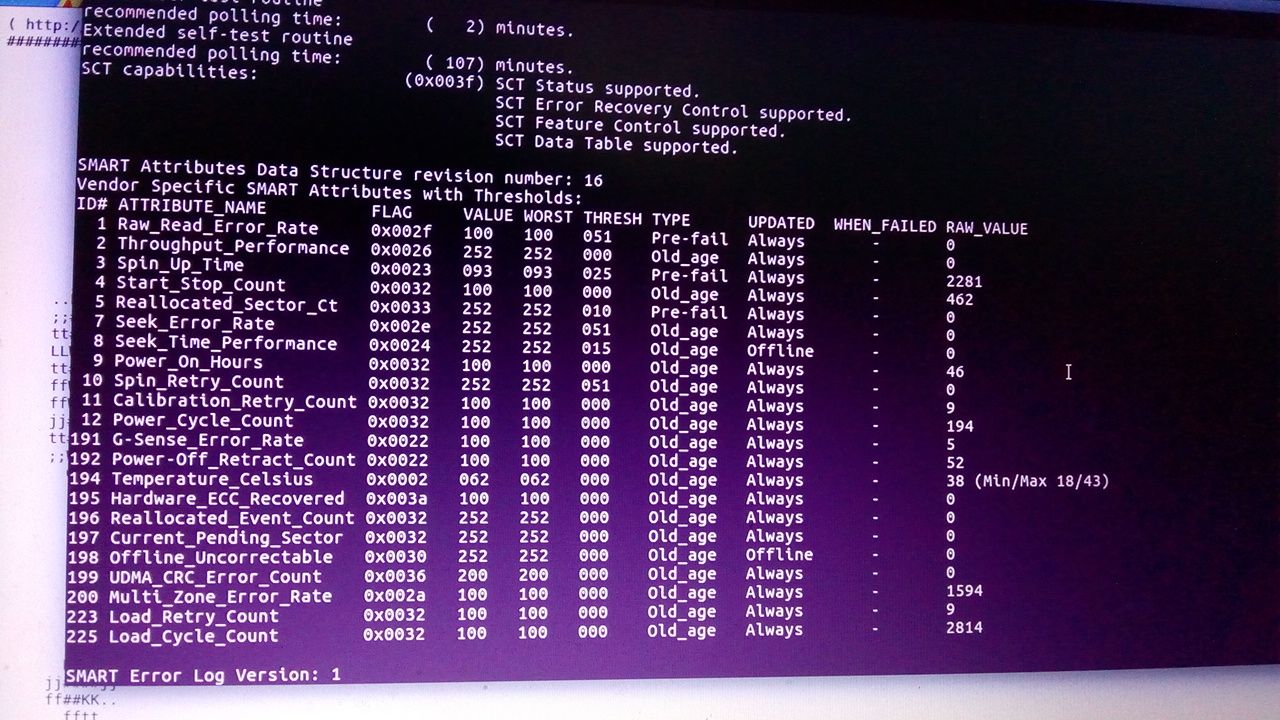 ( http:/
########
recommended polling time:        (   2) minutes.
Extended self-test routine
recommended polling time:        ( 107) minutes.
SCT capabilities:              (0x003f) SCT Status supported.
SCT Error Recovery Control supported.
SCT Feature Control supported.
SCT Data Table supported.
SMART Attributes Data Structure revision number: 16
Vendor Specific SMART Attributes with Thresholds:
ID# ATTRIBUTE_NAME          FLAG     VALUE WORST THRESH TYPE      UPDATED  WHEN_FAILED RAW_VALUE
1 Raw_Read_Error_Rate     0x002f   100   100   051    Pre-fail  Always       -       0
2 Throughput_Performance  0x0026   252   252   000    Old_age   Always       -       0
3 Spin_Up_Time            0x0023   093   093   025    Pre-fail  Always       -       2281
4 Start_Stop_Count        0x0032   100   100   000    Old_age   Always       -       462
5 Reallocated_Sector_Ct   0x0033   252   252   010    Pre-fail  Always       -       0
7 Seek_Error_Rate         0x002e   252   252   051    Old_age   Always       -       0
8 Seek_Time_Performance   0x0024   252   252   015    Old_age   Offline      -       0
9 Power_On_Hours          0x0032   100   100   000    Old_age   Always       -       46
10 Spin_Retry_Count        0x0032   252   252   051    Old_age   Always       -       0
11 Calibration_Retry_Count 0x0032   100   100   000    Old_age   Always       -       9
12 Power_Cycle_Count       0x0032   100   100   000    Old_age   Always       -       194
191 G-Sense_Error_Rate      0x0022   100   100   000    Old_age   Always       -       5
192 Power-Off_Retract_Count 0x0022   100   100   000    Old_age   Always       -       52
194 Temperature_Celsius     0x0002   062   062   000    Old_age   Always       -       38 (Min/Max 18/43)
195 Hardware_ECC_Recovered  0x003a   100   100   000    Old_age   Always       -       0
196 Reallocated_Event_Count 0x0032   252   252   000    Old_age   Always       -       0
197 Current_Pending_Sector  0x0032   252   252   000    Old_age   Always       -       0
198 Offline_Uncorrectable   0x0030   252   252   000    Old_age   Offline      -       0
199 UDMA_CRC_Error_Count    0x0036   200   200   000    Old_age   Always       -       0
200 Multi_Zone_Error_Rate   0x002a   100   100   000    Old_age   Always       -       1594
223 Load_Retry_Count        0x0032   100   100   000    Old_age   Always       -       9
225 Load_Cycle_Count        0x0032   100   100   000    Old_age   Always       -       2814
SMART Error Log Version: 1
ff##KK..
fftt